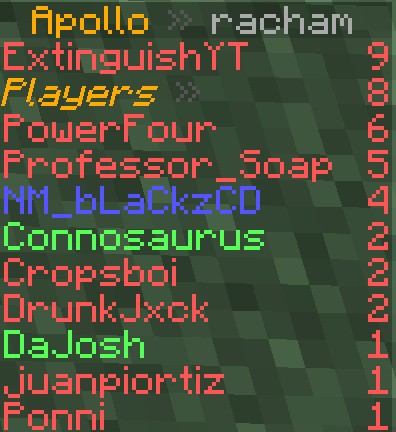 Apollo » racham
ExtinguishYT 9
Players » 8
PowerFour 6
Professor_Soap 5
NM_bLaCkzCD 4
Connosaurus 2
Cropsboi 2
DrunkJxck 2
DaJosh 1
juanpiortiz 1
Ponni 1